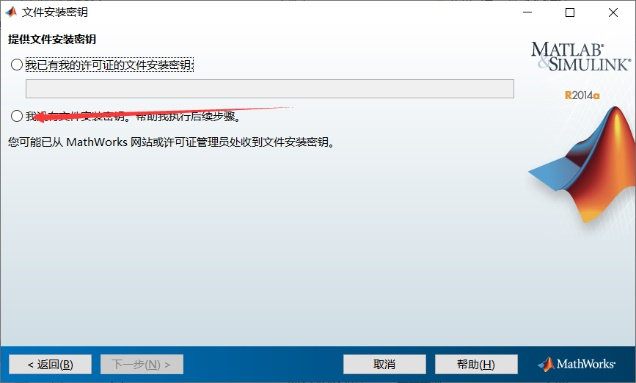 文件安装密钥
提供文件安装密钥
我已有我的许可证的文件安装密钥:
MATLAB®
&SIMULINK®
R2014a
我没有文件安装密钥。帮助我执行后续步骤。
您可能已从 MathWorks 网站或许可证管理员处收到文件安装密钥。
< 返回(B)
下一步(N) >
取消
帮助(H)
MathWorks®